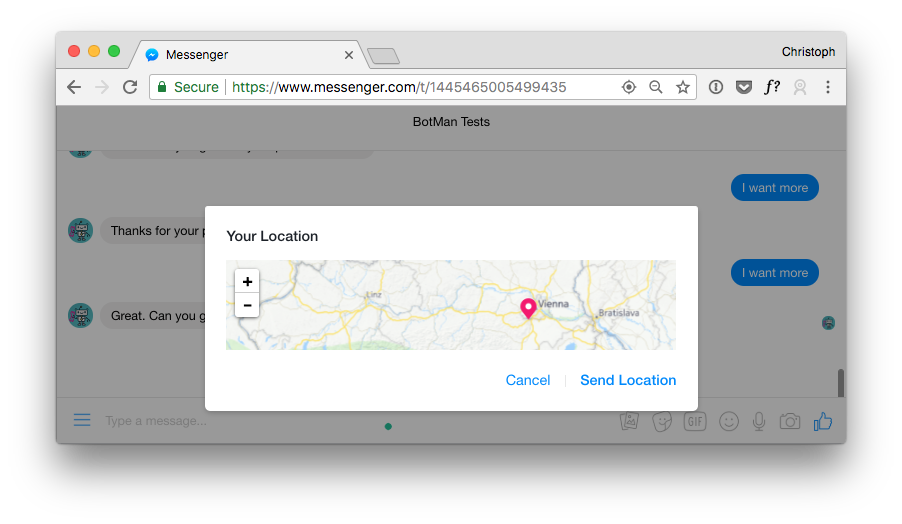 Messenger
Christoph
Secure https://www.messenger.com/t/1445465005499435
f?
BotMan Tests
I want more
Thanks for your p
I want more
Great. Can you g
Your Location
+
−
Linz
Vienna
Bratislava
Cancel
Send Location
Type a message...
GIF